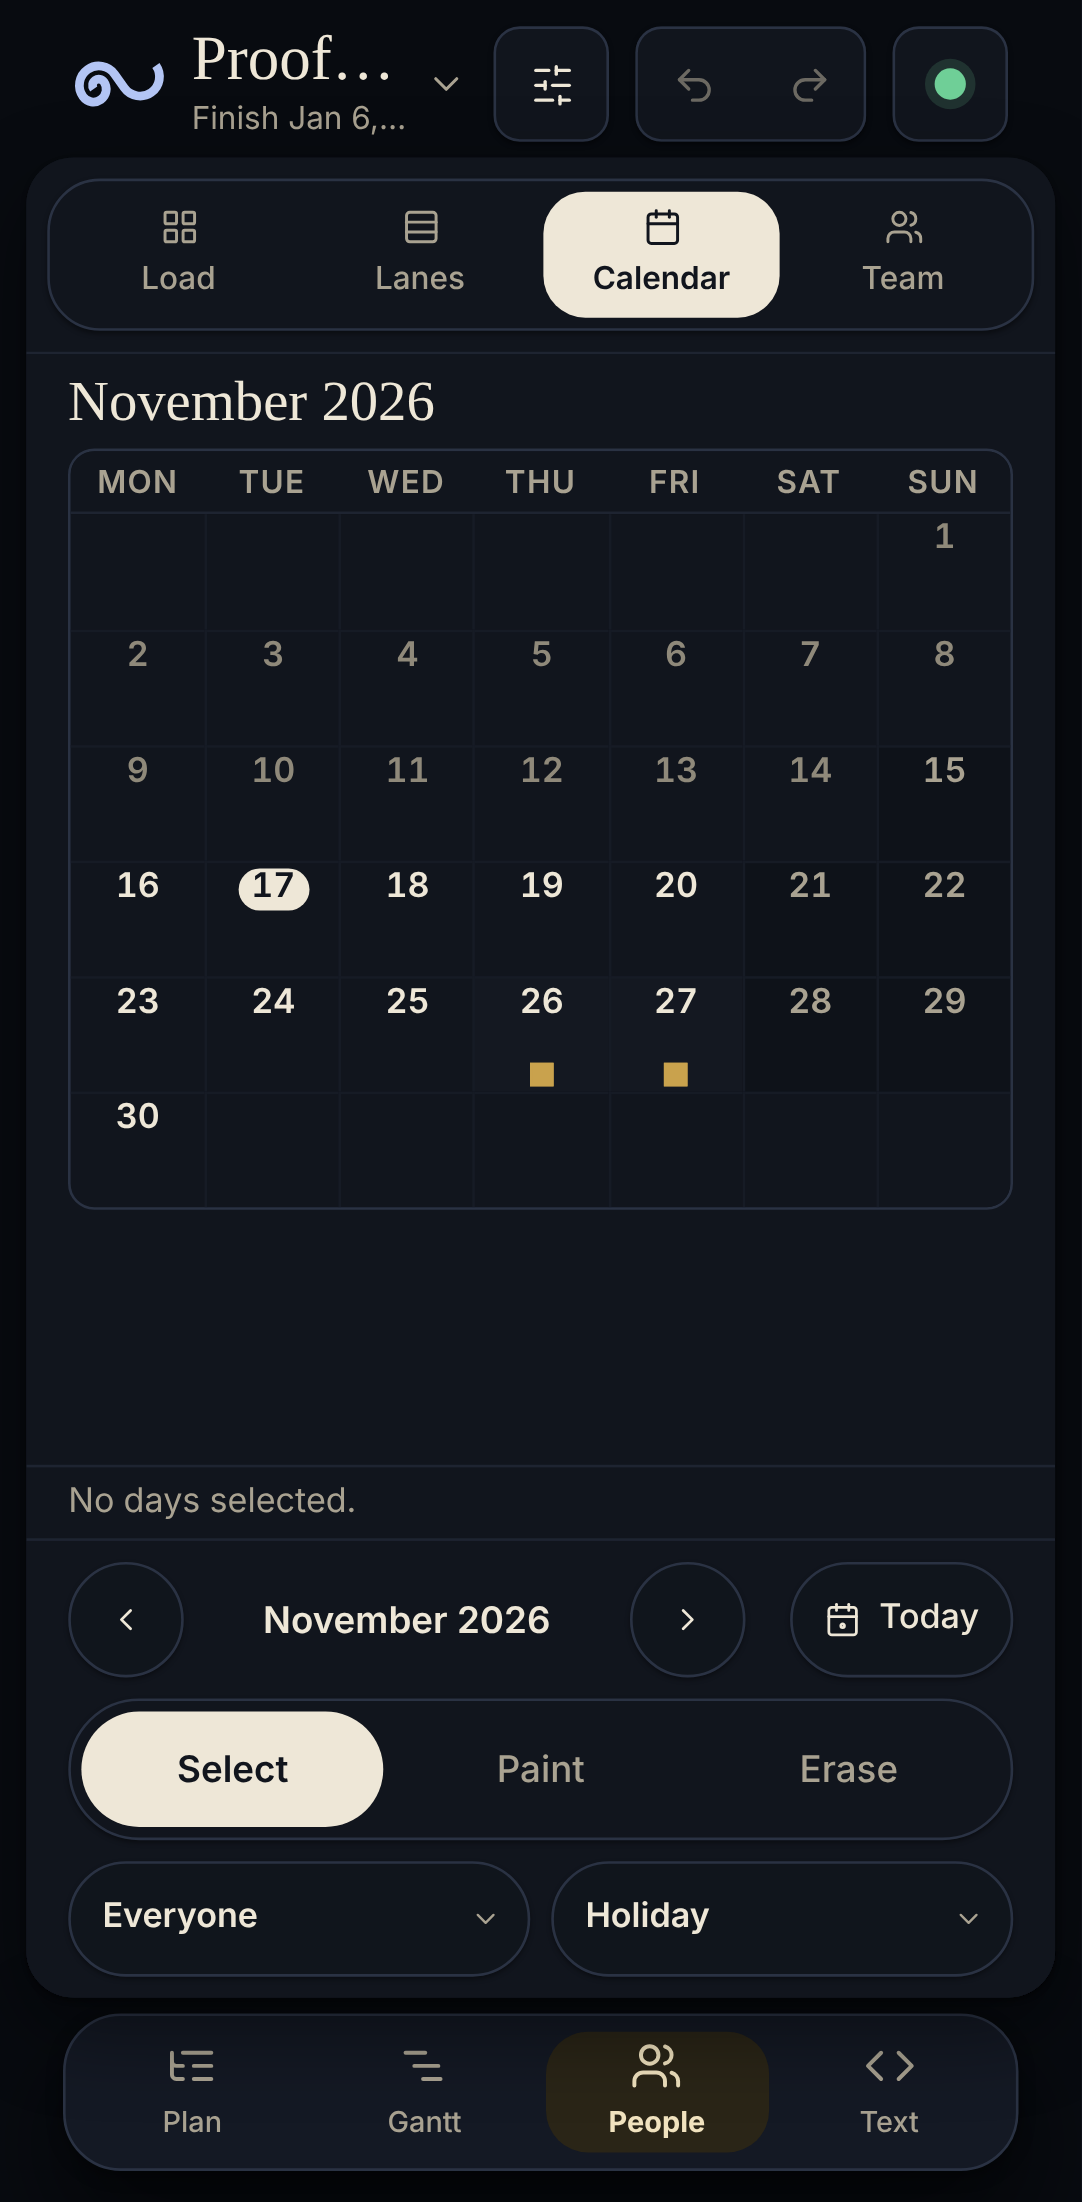 Proof...
Finish Jan 6,...
Load Lanes Calendar Team
November 2026
MON TUE WED THU FRI SAT SUN
1
2 3 4 5 6 7 8
9 10 11 12 13 14 15
16 17 18 19 20 21 22
23 24 25 26 27 28 29
30
No days selected.
November 2026 Today
Select Paint Erase
Everyone Holiday
Plan Gantt People Text